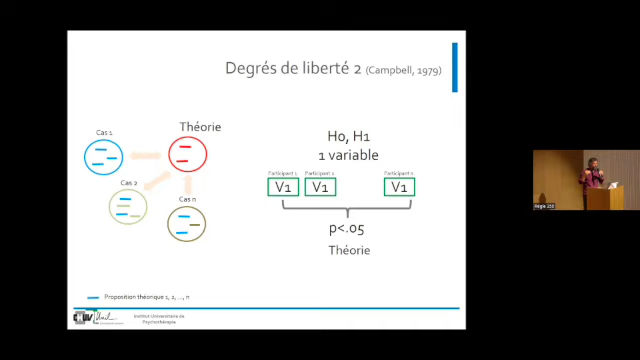 Degrés de liberté 2 (Campbell, 1979)
Théorie
Cas 1
Cas 2
Cas n
H0, H1
1 variable
Participant 1
Participant 2
Participant n
V1
V1
V1
p<.05
Théorie
Proposition théorique 1, 2, ..., n
Institut Universitaire de
Psychothérapie